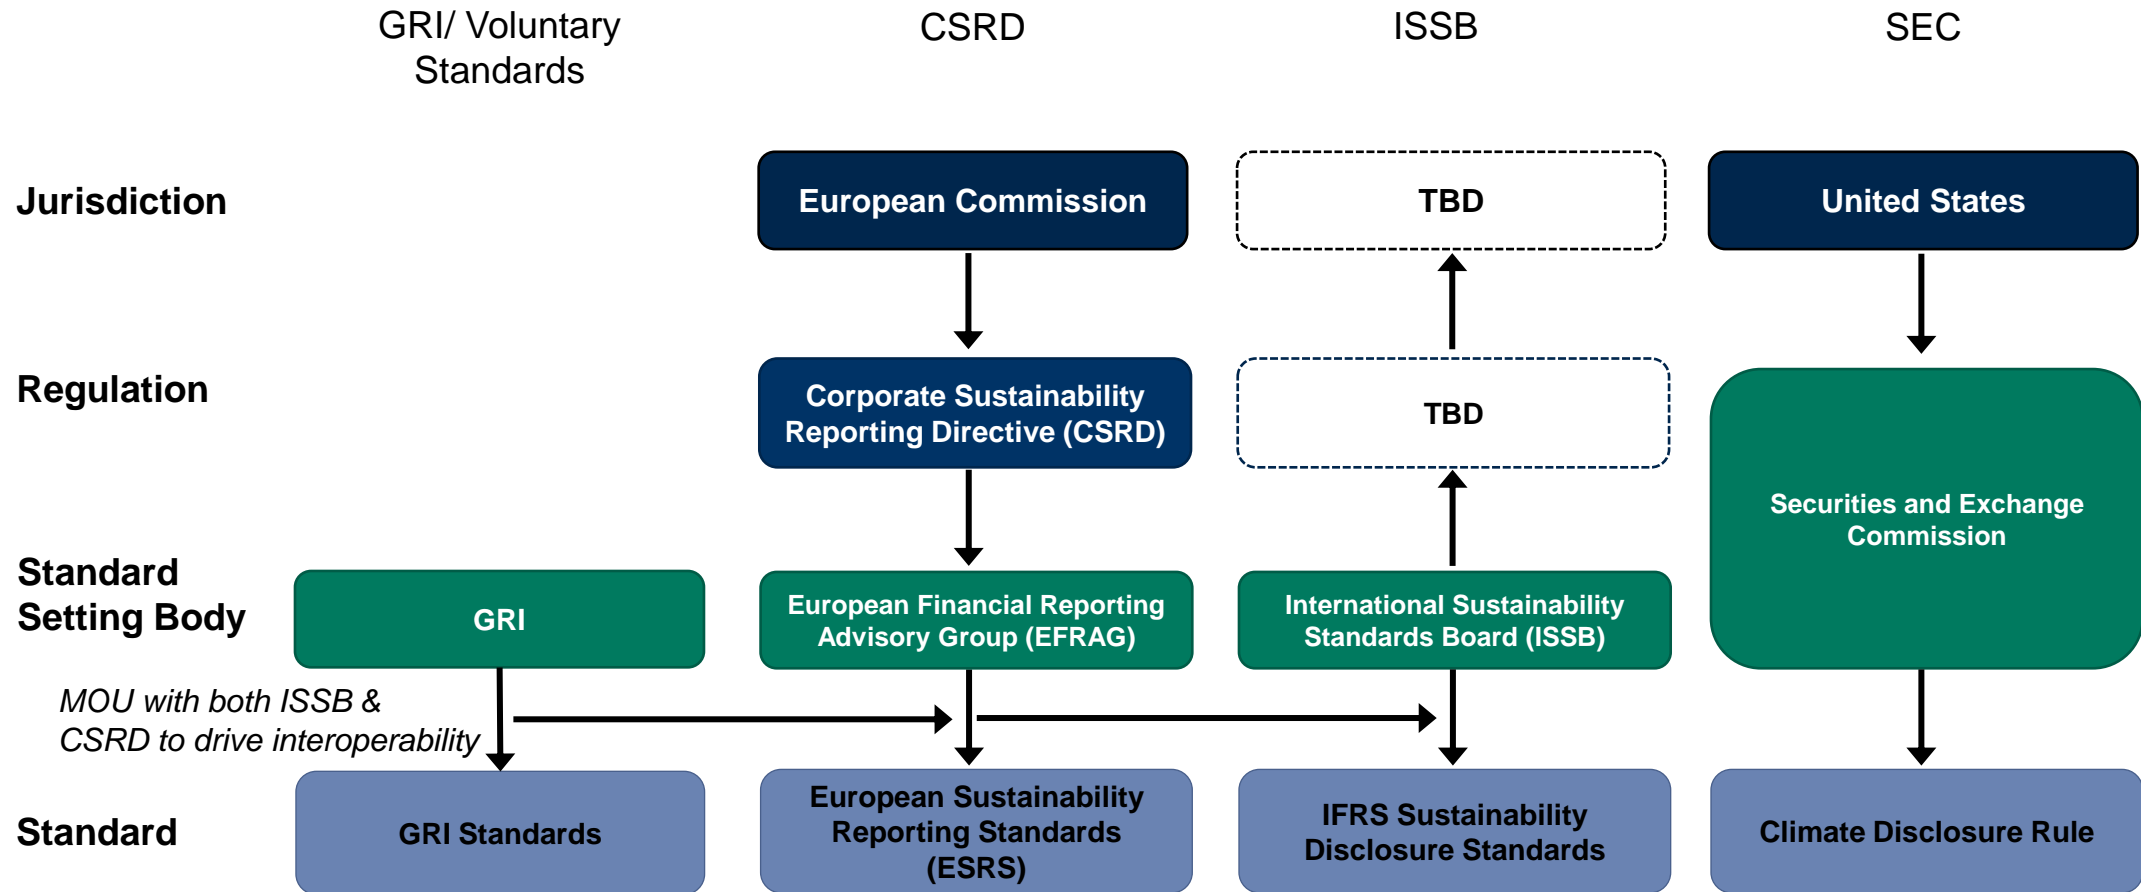 GRI/ Voluntary
Standards
CSRD
ISSB
SEC
Jurisdiction
European Commission
TBD
United States
Regulation
Corporate Sustainability
Reporting Directive (CSRD)
TBD
Securities and Exchange
Commission
Standard
Setting Body
GRI
European Financial Reporting
Advisory Group (EFRAG)
International Sustainability
Standards Board (ISSB)
MOU with both ISSB &
CSRD to drive interoperability
Standard
GRI Standards
European Sustainability
Reporting Standards
(ESRS)
IFRS Sustainability
Disclosure Standards
Climate Disclosure Rule